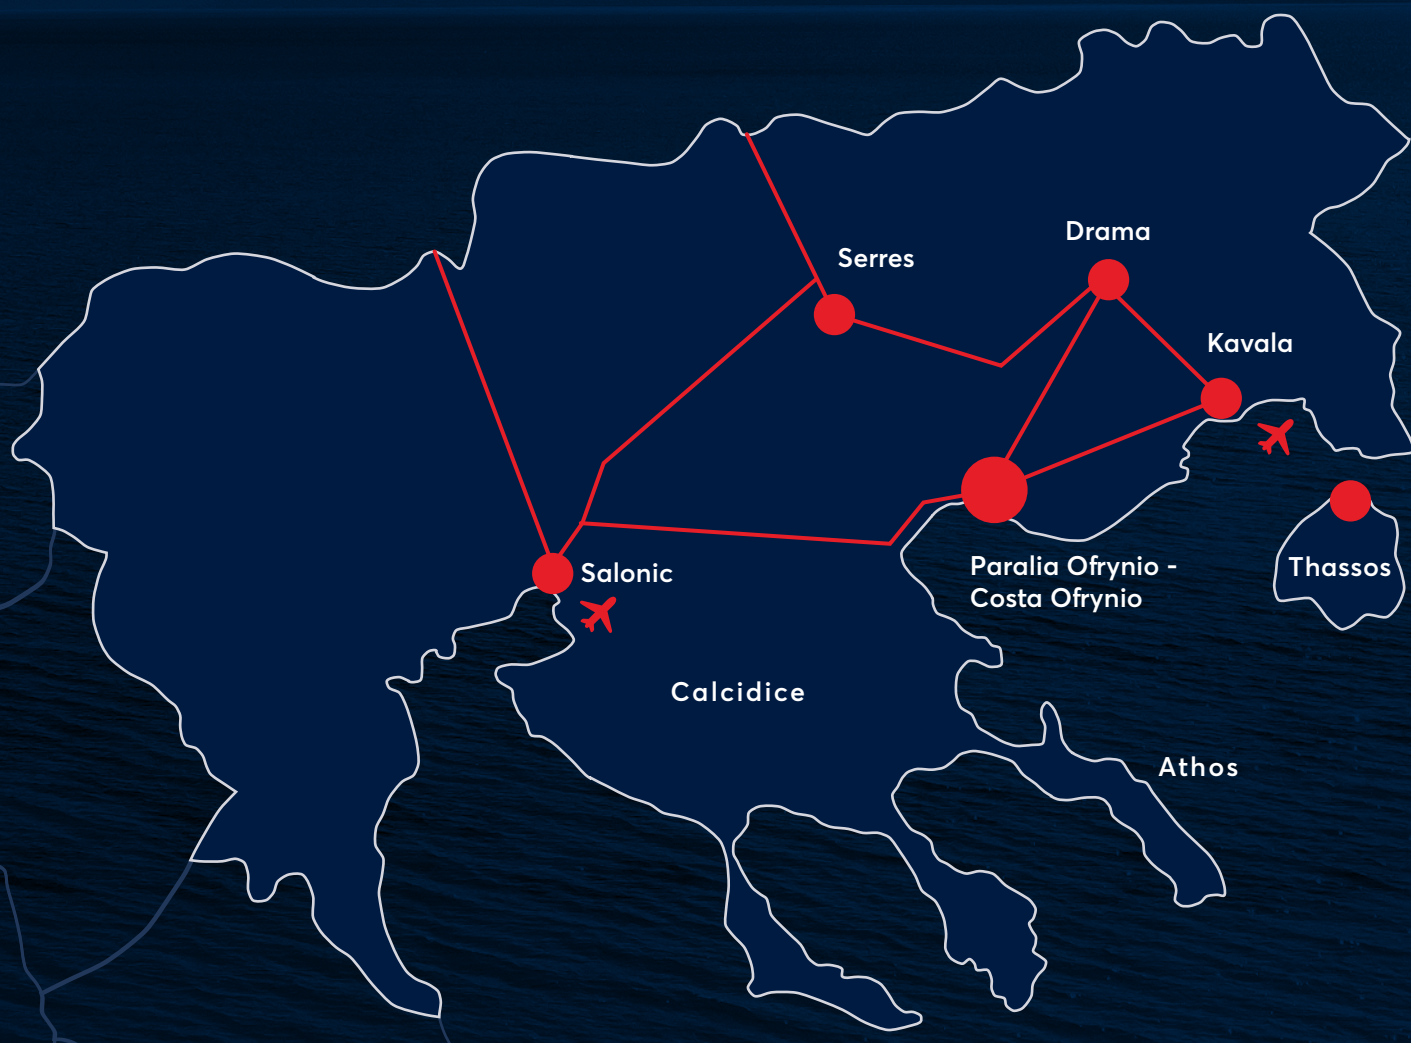 Drama
Serres
Kavala
Salonic
Paralia Ofrynio -
Costa Ofrynio
Thassos
Calcidice
Athos